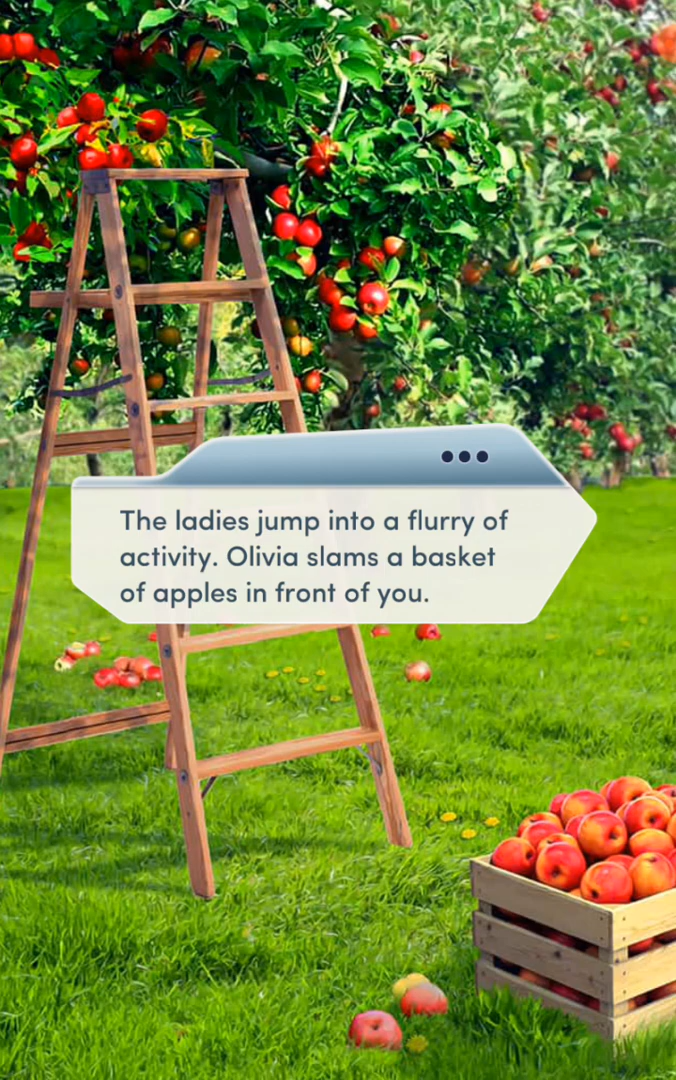 The ladies jump into a flurry of
activity. Olivia slams a basket
of apples in front of you.